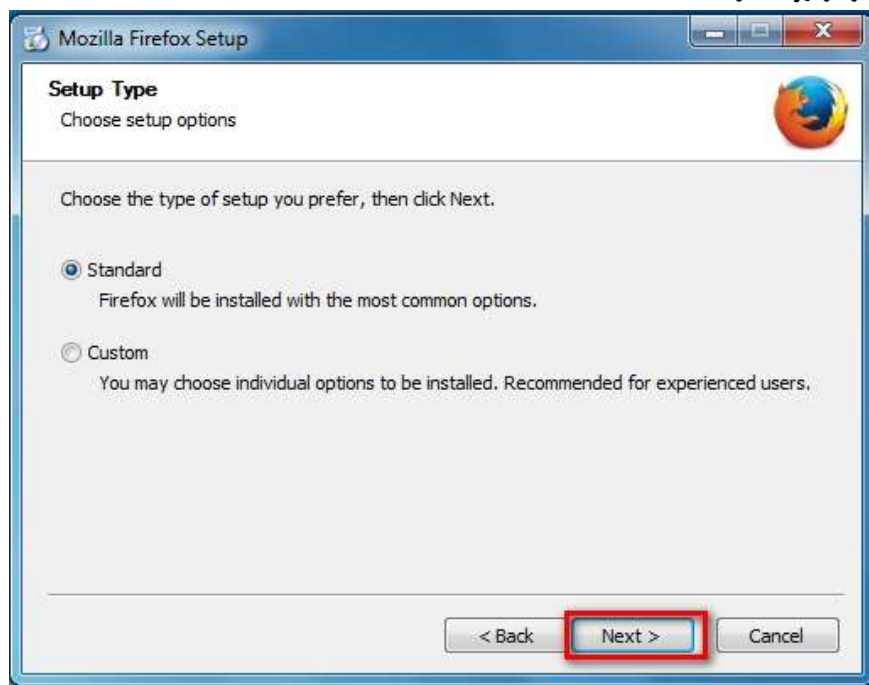 Mozilla Firefox Setup
Setup Type
Choose setup options
Choose the type of setup you prefer, then click Next.
Standard
Firefox will be installed with the most common options.
Custom
You may choose individual options to be installed. Recommended for experienced users.
< Back Next > Cancel